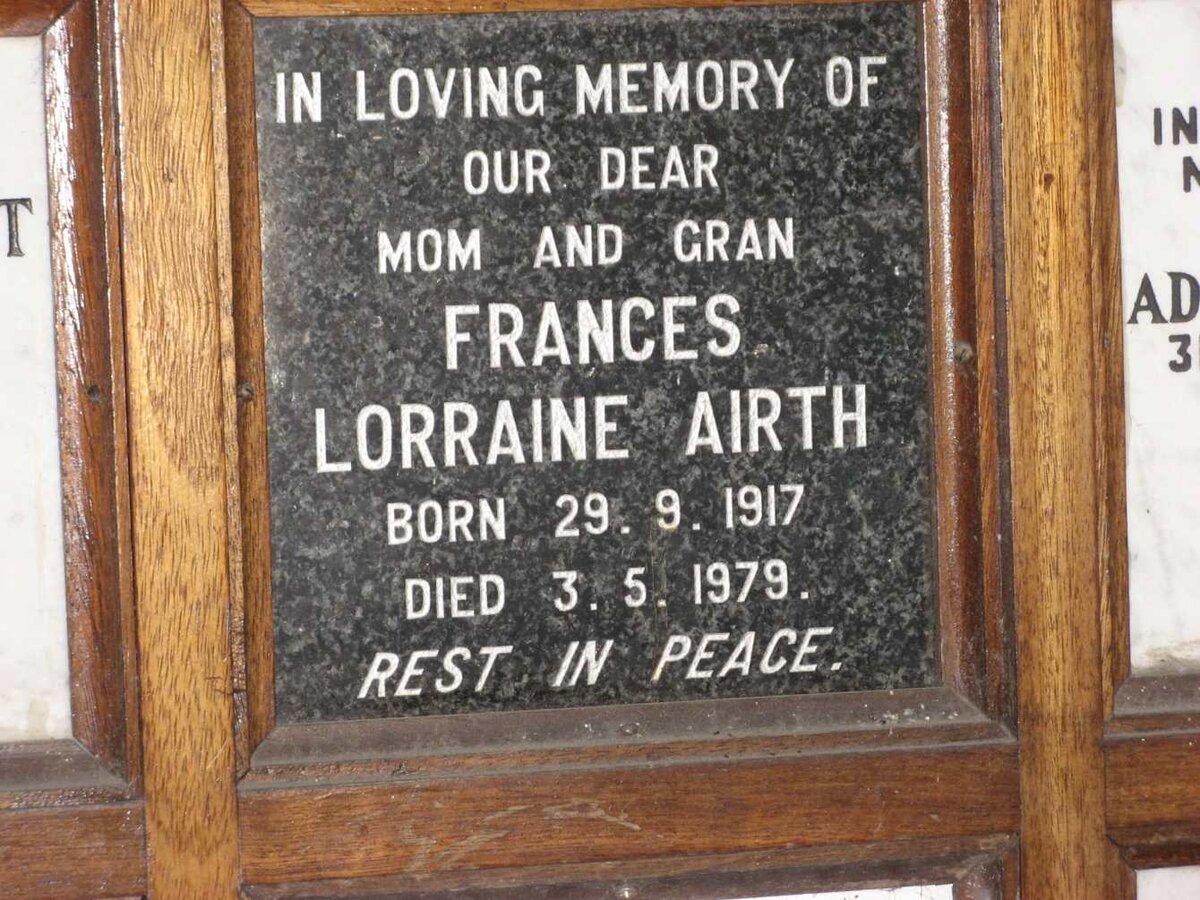 IN LOVING MEMORY OF
OUR DEAR
MOM AND GRAN
FRANCES
LORRAINE AIRTH
BORN 29. 9. 1917
DIED 3. 5. 1979.
REST IN PEACE.
T
IN